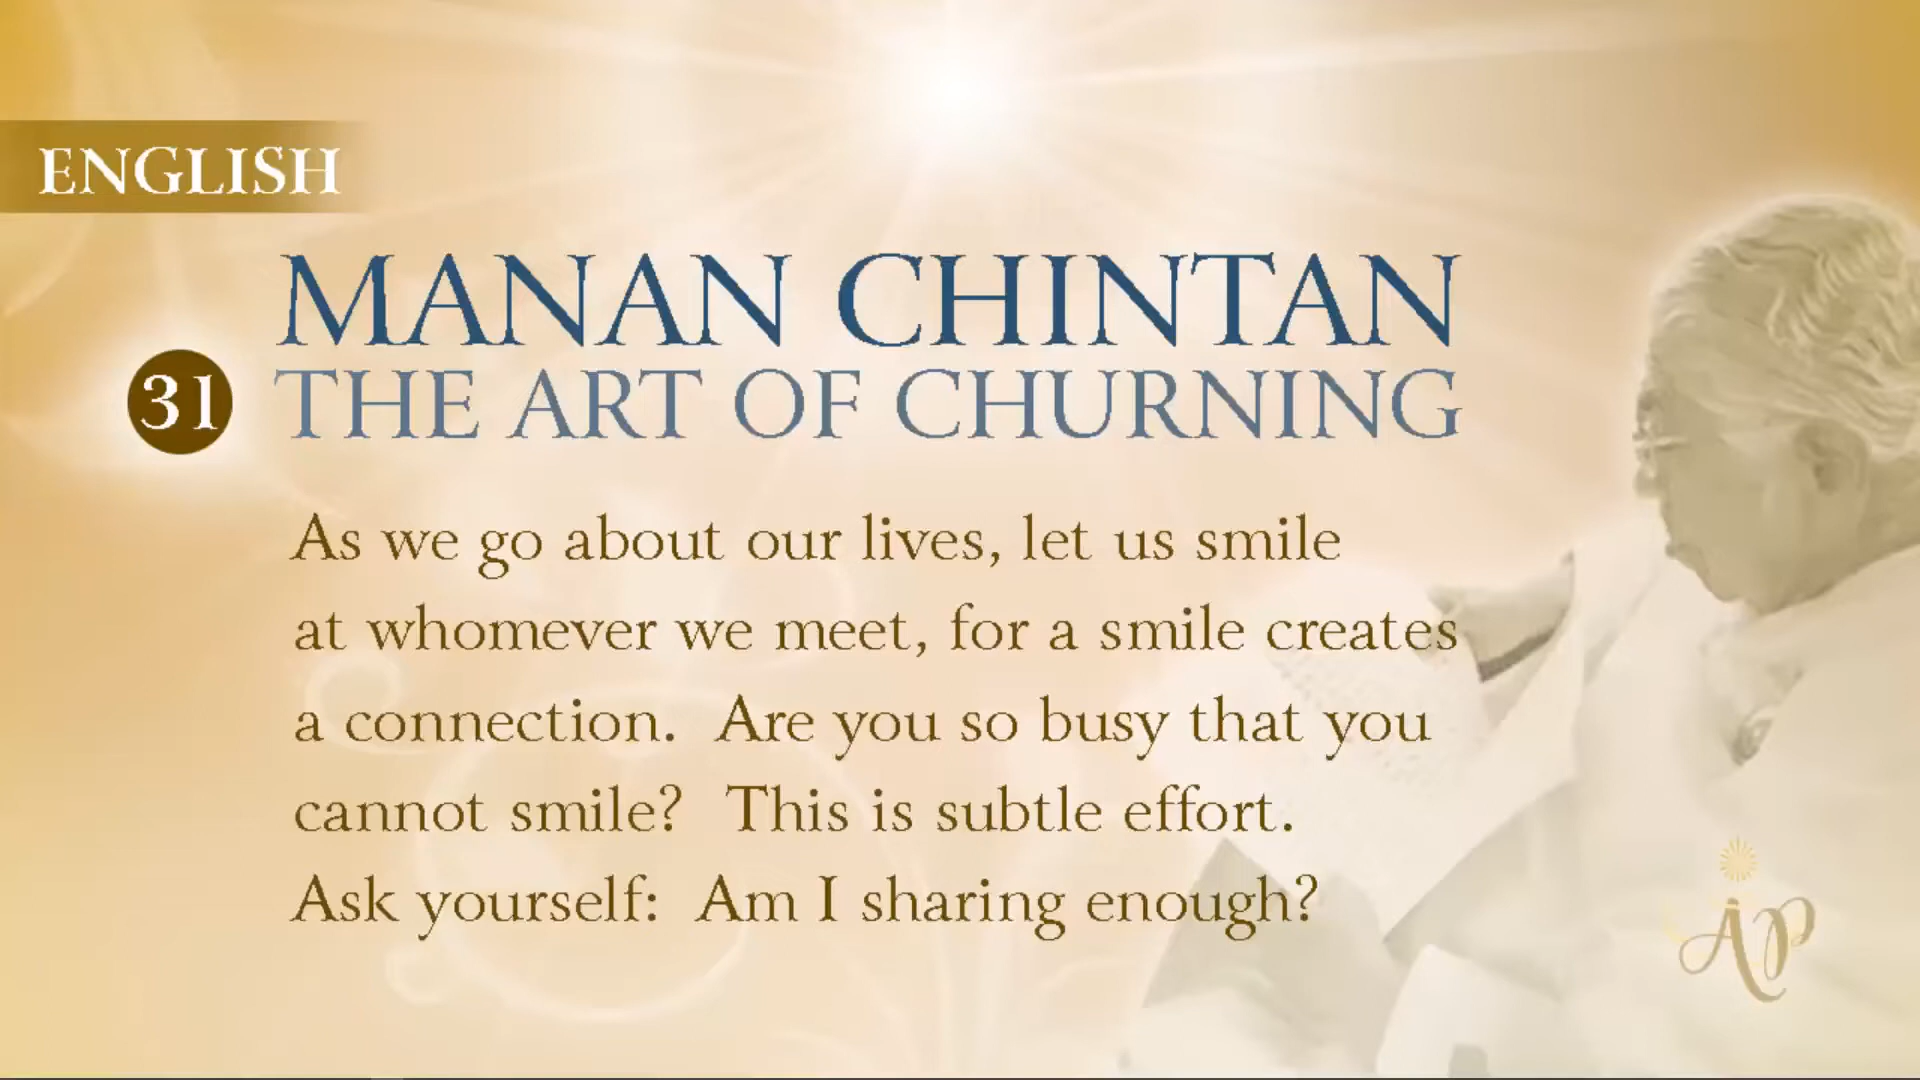 ENGLISH
MANAN CHINTAN
31
THE ART OF CHURNING
As we go about our lives, let us smile
at whomever we meet, for a smile creates
a connection.  Are you so busy that you
cannot smile?  This is subtle effort.
Ask yourself:  Am I sharing enough?
AP